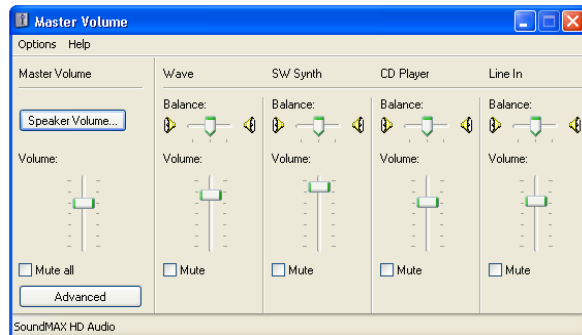 Master Volume
Options Help
Master Volume Wave SW Synth CD Player Line In
Balance: Balance: Balance: Balance:
Speaker Volume...
Volume: Volume: Volume: Volume: Volume:
Mute all Mute Mute Mute Mute
Advanced
SoundMAX HD Audio